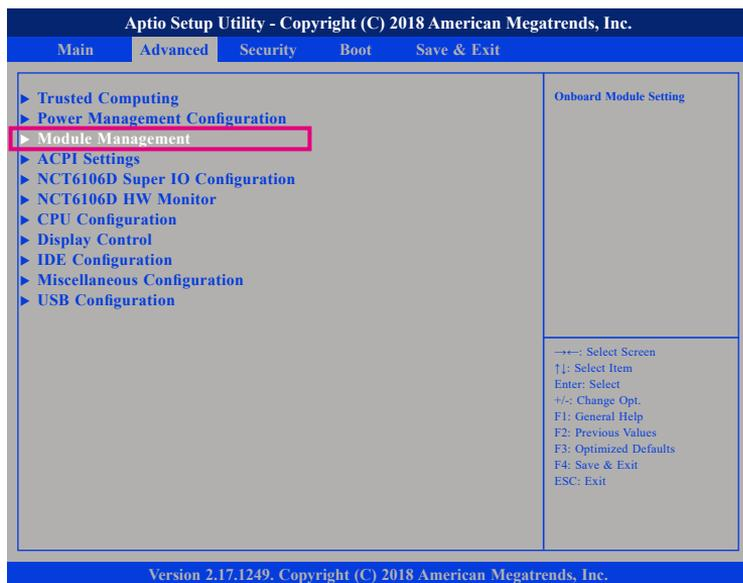 Aptio Setup Utility - Copyright (C) 2018 American Megatrends, Inc.
Main Advanced Security Boot Save & Exit
▶ Trusted Computing
▶ Power Management Configuration
▶ Module Management
▶ ACPI Settings
▶ NCT6106D Super IO Configuration
▶ NCT6106D HW Monitor
▶ CPU Configuration
▶ Display Control
▶ IDE Configuration
▶ Miscellaneous Configuration
▶ USB Configuration
Onboard Module Setting
→←: Select Screen
↑↓: Select Item
Enter: Select
+/-: Change Opt.
F1: General Help
F2: Previous Values
F3: Optimized Defaults
F4: Save & Exit
ESC: Exit
Version 2.17.1249. Copyright (C) 2018 American Megatrends, Inc.